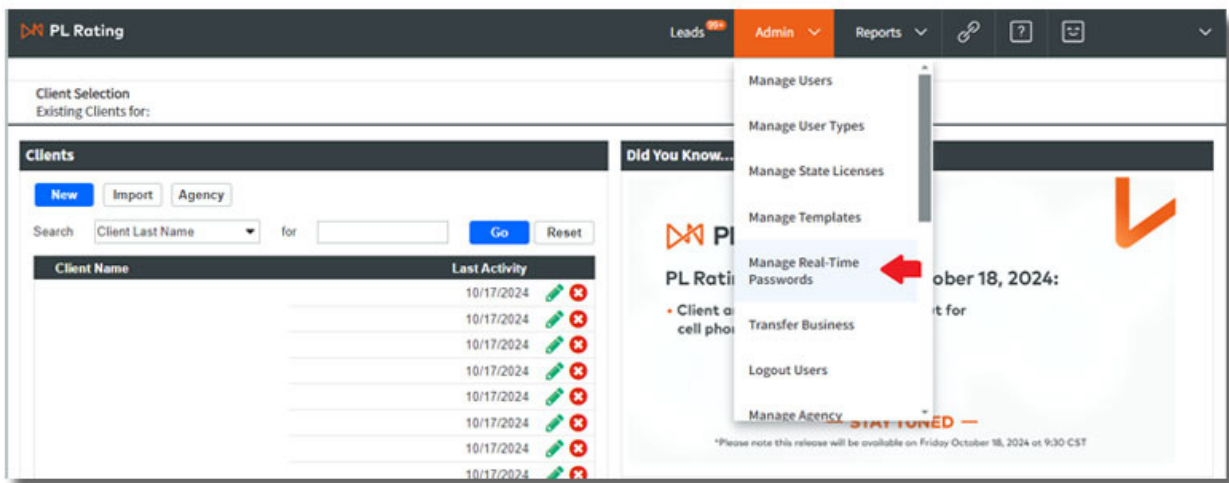 PL Rating
Leads 99+
Admin
Reports
?
Client Selection
Existing Clients for:
Clients
New Import Agency
Search Client Last Name for Go Reset
Client Name Last Activity
10/17/2024
10/17/2024
10/17/2024
10/17/2024
10/17/2024
10/17/2024
10/17/2024
10/17/2024
Manage Users
Manage User Types
Manage State Licenses
Manage Templates
Manage Real-Time
Passwords
Transfer Business
Logout Users
Manage Agency
Did You Know...
October 18, 2024:
• Client
t for
cell
— STAY TUNED —
*Please note this release will be available on Friday October 18, 2024 at 9:30 CST